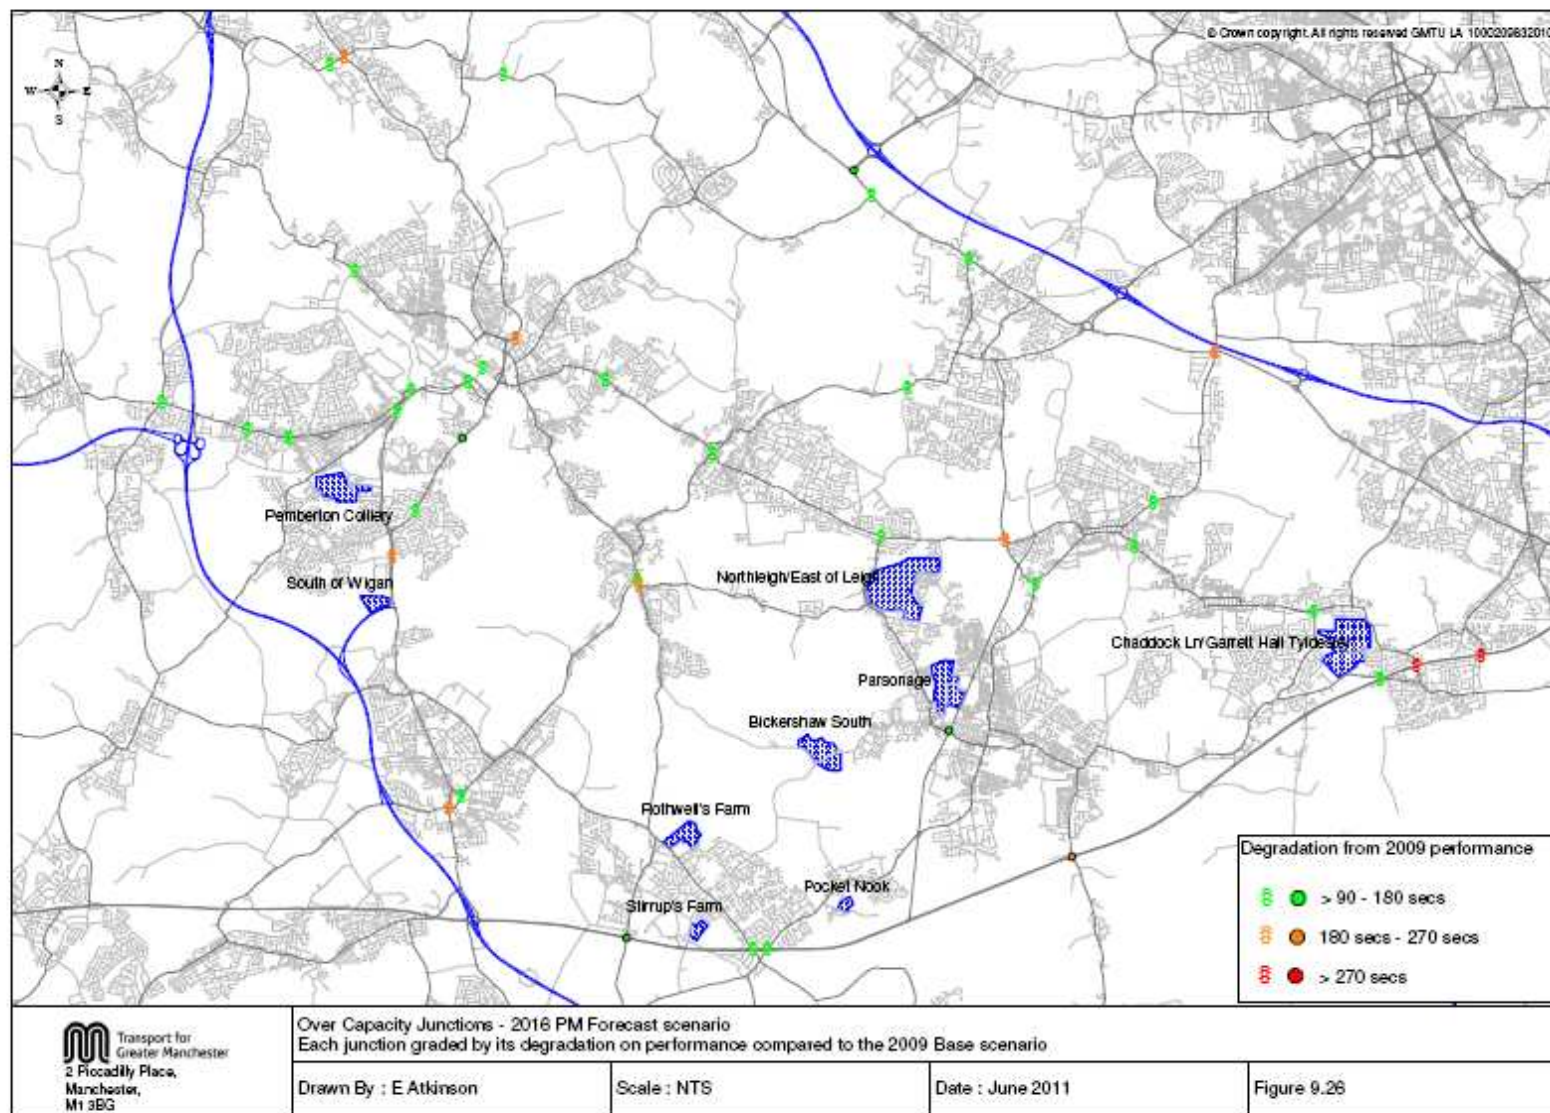 © Crown copyright. All rights reserved GMTU LA 100020983201
N
W E
S
Pemberton Colliery
South of Wigan
Northleigh/East of Leigh
Chaddock Ln/Garrett Hall Tyldesley
Parsonage
Bickershaw South
Rothwell's Farm
Pocket Nook
Stirrup's Farm
Degradation from 2009 performance
> 90 - 180 secs
180 secs - 270 secs
> 270 secs
Transport for
Greater Manchester
2 Piccadilly Place,
Manchester,
M1 3BG
Over Capacity Junctions - 2016 PM Forecast scenario
Each junction graded by its degradation on performance compared to the 2009 Base scenario
Drawn By : E Atkinson
Scale : NTS
Date : June 2011
Figure 9.26